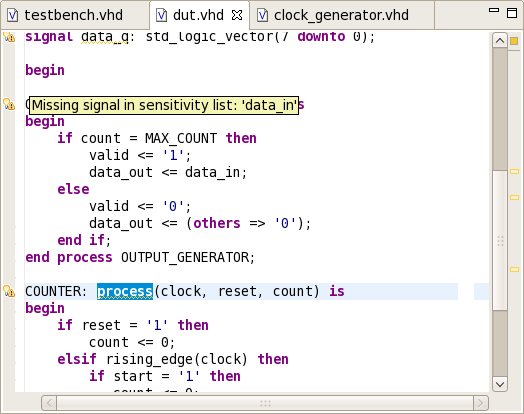 testbench.vhd dut.vhd clock_generator.vhd
signal data_q: std_logic_vector(7 downto 0);
begin
Missing signal in sensitivity list: 'data_in'
begin
if count = MAX_COUNT then
valid <= '1';
data_out <= data_in;
else
valid <= '0';
data_out <= (others => '0');
end if;
end process OUTPUT_GENERATOR;
COUNTER: process(clock, reset, count) is
begin
if reset = '1' then
count <= 0;
elsif rising_edge(clock) then
if start = '1' then
count <= 0;